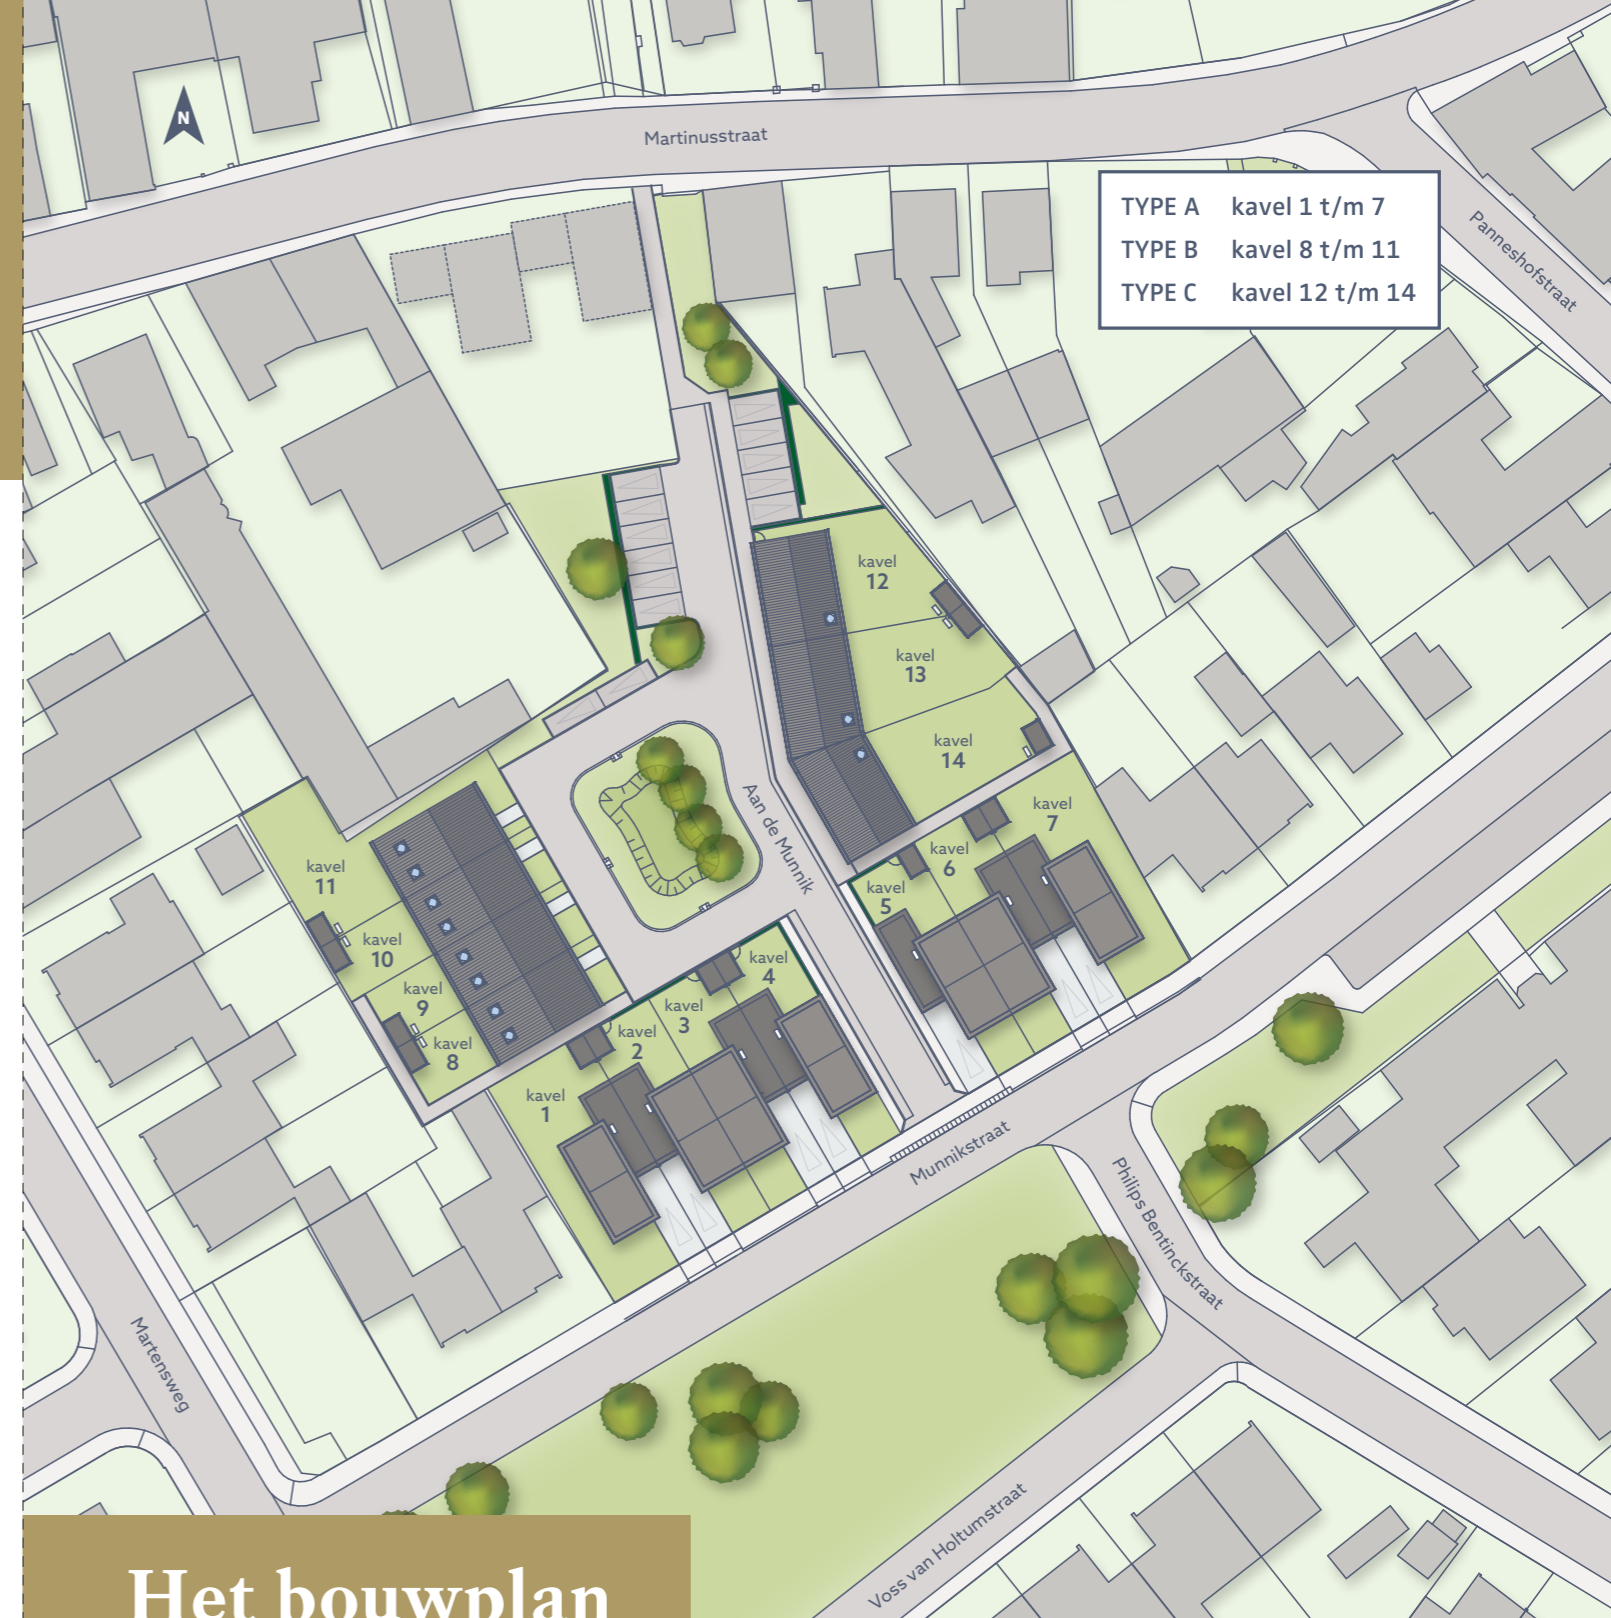 N
Martinusstraat
TYPE A kavel 1 t/m 7
TYPE B kavel 8 t/m 11
TYPE C kavel 12 t/m 14
Panneshofstraat
kavel
12
kavel
13
kavel
14
kavel
7
kavel
6
kavel
5
Aan de Munnik
kavel
11
kavel
10
kavel
9
kavel
8
kavel
4
kavel
3
kavel
2
kavel
1
Munnikstraat
Philips Bentinckstraat
Martensweg
Voss van Holtumstraat
Het bouwplan